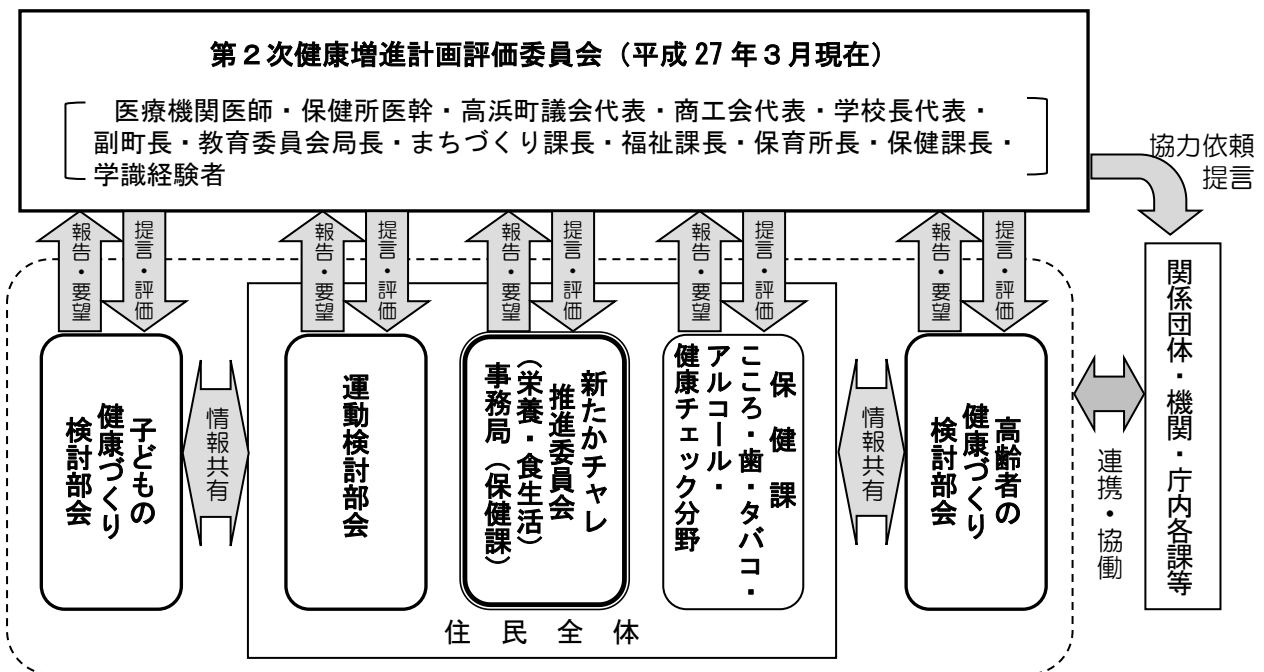 第２次健康増進計画評価委員会（平成 27 年３月現在）
医療機関医師・保健所医幹・高浜町議会代表・商工会代表・学校長代表・
副町長・教育委員会局長・まちづくり課長・福祉課長・保育所長・保健課長・
学識経験者
協力依頼
提言
報告・要望
提言・評価
報告・要望
提言・評価
報告・要望
提言・評価
報告・要望
提言・評価
報告・要望
提言・評価
子どもの
健康づくり
検討部会
情報共有
運動検討部会
新たかチャレ
推進委員会
（栄養・食生活）
事務局（保健課）
保健課
こころ・歯・タバコ・
アルコール・
健康チェック分野
情報共有
高齢者の
健康づくり
検討部会
連携・協働
関係団体・機関・庁内各課等
住民全体